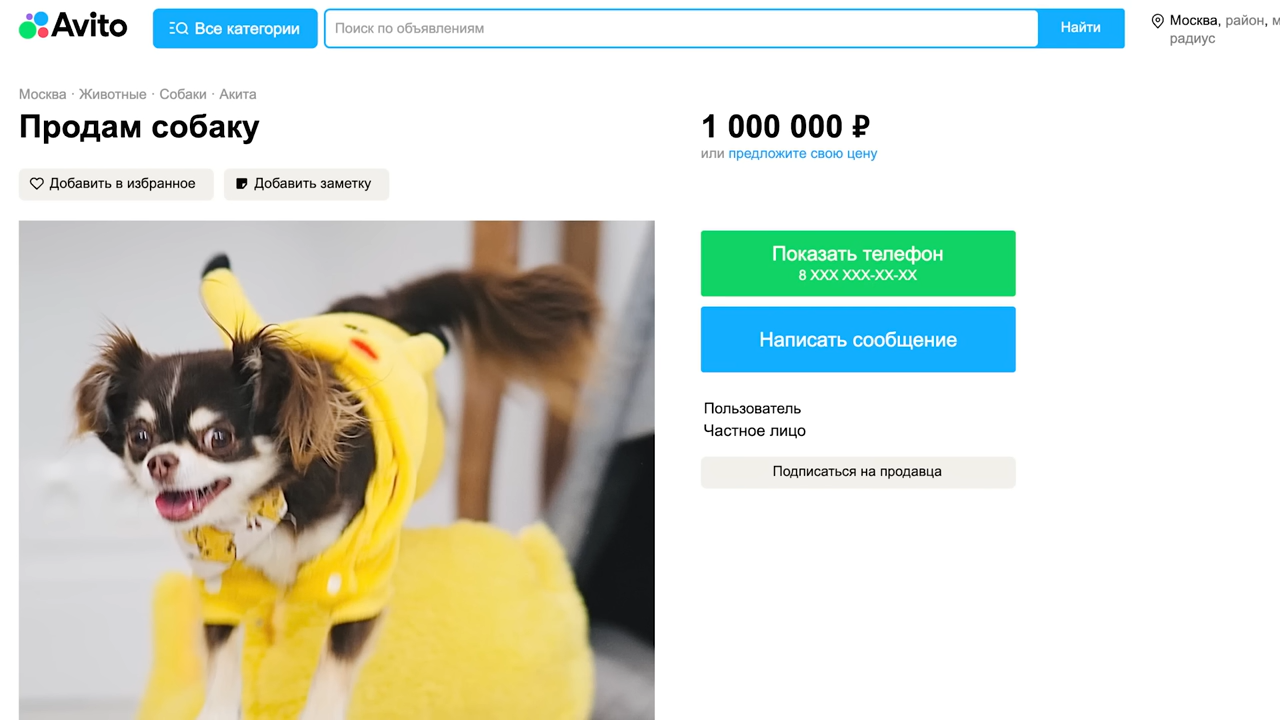 Avito
Все категории
Поиск по объявлениям
Найти
Москва, район, м
радиус
Москва · Животные · Собаки · Акита
Продам собаку
1 000 000 ₽
или предложите свою цену
Добавить в избранное
Добавить заметку
Показать телефон
8 XXX XXX-XX-XX
Написать сообщение
Пользователь
Частное лицо
Подписаться на продавца